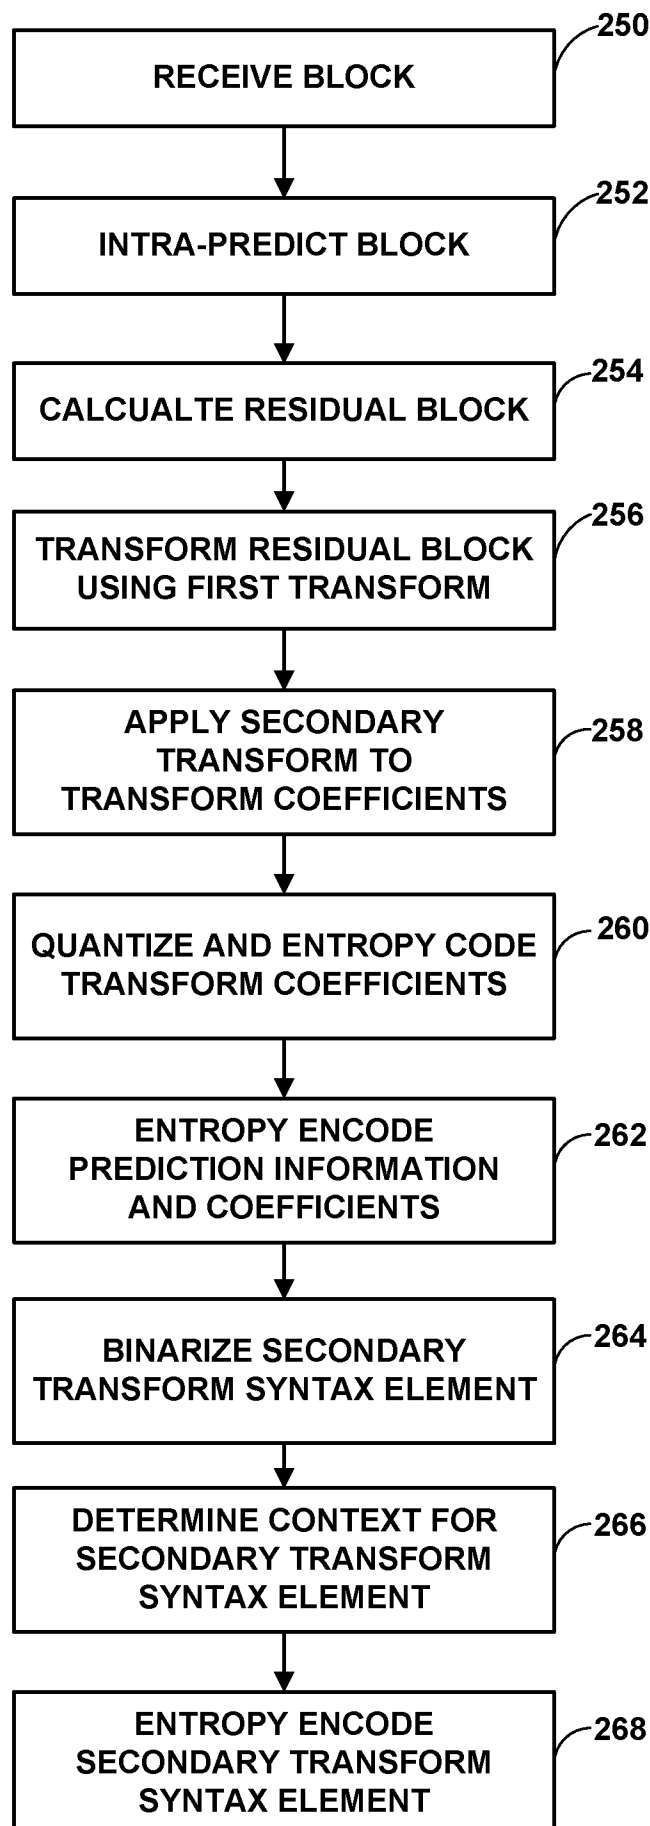 250
RECEIVE BLOCK
252
INTRA-PREDICT BLOCK
254
CALCUALTE RESIDUAL BLOCK
256
TRANSFORM RESIDUAL BLOCK
USING FIRST TRANSFORM
258
APPLY SECONDARY
TRANSFORM TO
TRANSFORM COEFFICIENTS
260
QUANTIZE AND ENTROPY CODE
TRANSFORM COEFFICIENTS
262
ENTROPY ENCODE
PREDICTION INFORMATION
AND COEFFICIENTS
264
BINARIZE SECONDARY
TRANSFORM SYNTAX ELEMENT
266
DETERMINE CONTEXT FOR
SECONDARY TRANSFORM
SYNTAX ELEMENT
268
ENTROPY ENCODE
SECONDARY TRANSFORM
SYNTAX ELEMENT